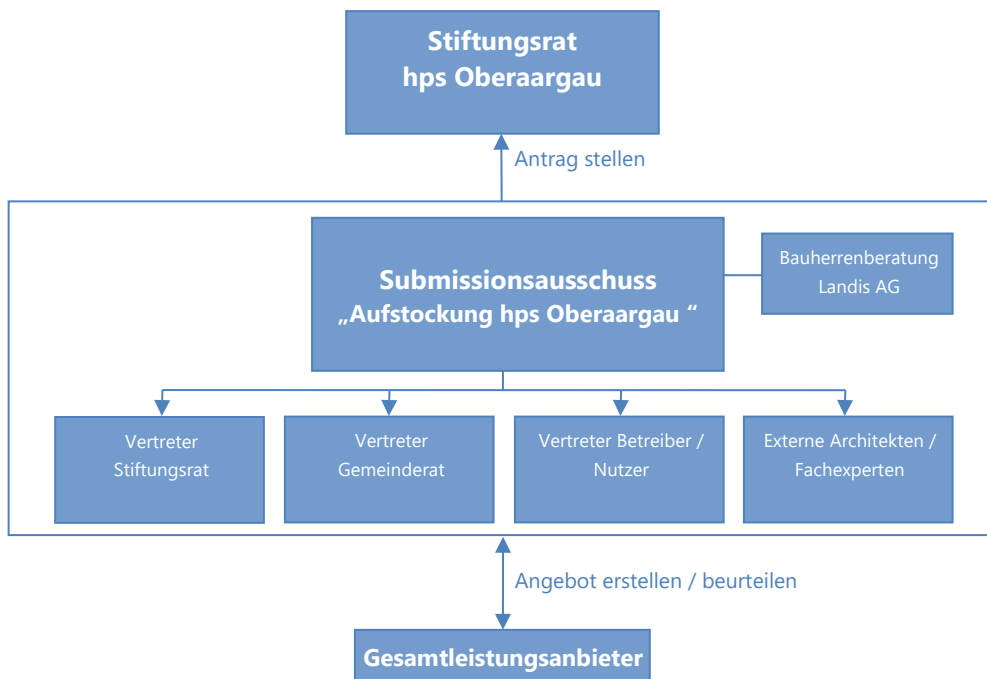 Stiftungsrat
hps Oberaargau
Antrag stellen
Submissionsausschuss
„Aufstockung hps Oberaargau “
Bauherrenberatung
Landis AG
Vertreter
Stiftungsrat
Vertreter
Gemeinderat
Vertreter Betreiber /
Nutzer
Externe Architekten /
Fachexperten
Angebot erstellen / beurteilen
Gesamtleistungsanbieter